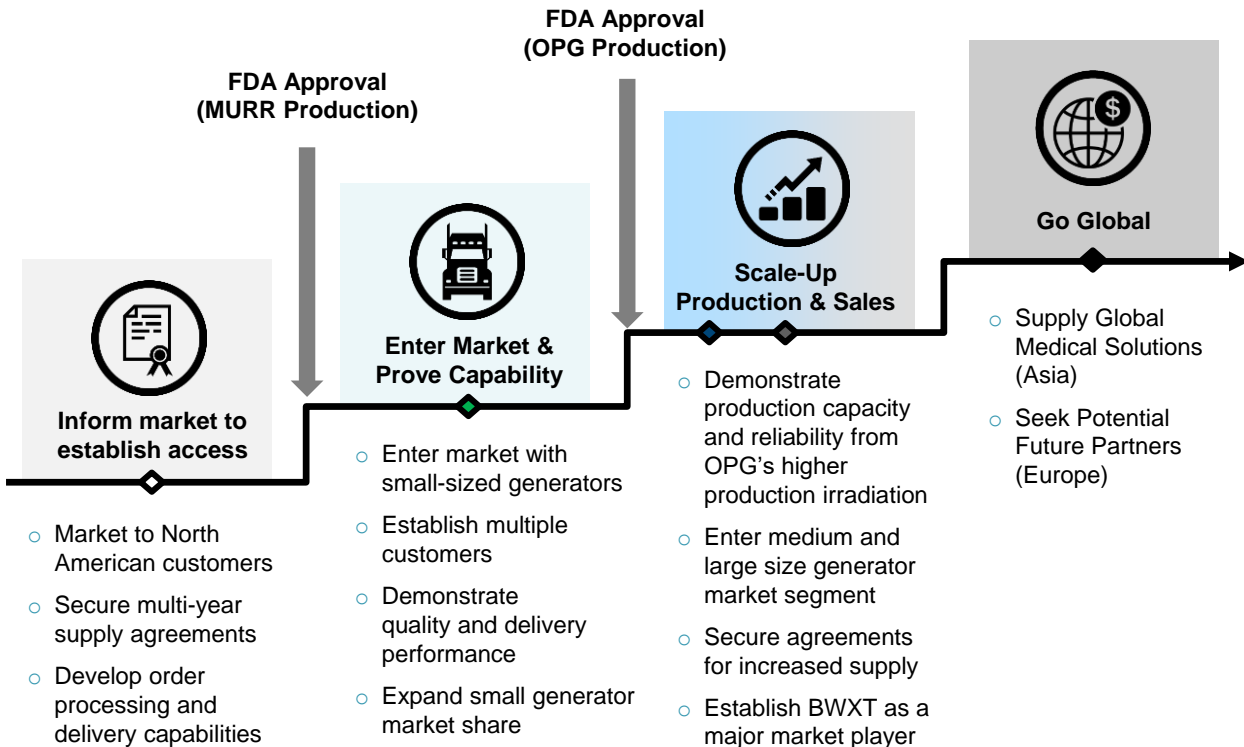 FDA Approval
(OPG Production)
FDA Approval
(MURR Production)
$
Go Global
Scale-Up
Production & Sales
Enter Market &
Prove Capability
Inform market to
establish access
○ Market to North
American customers
○ Secure multi-year
supply agreements
○ Develop order
processing and
delivery capabilities
○ Enter market with
small-sized generators
○ Establish multiple
customers
○ Demonstrate
quality and delivery
performance
○ Expand small generator
market share
○ Demonstrate
production capacity
and reliability from
OPG's higher
production irradiation
○ Enter medium and
large size generator
market segment
○ Secure agreements
for increased supply
○ Establish BWXT as a
major market player
○ Supply Global
Medical Solutions
(Asia)
○ Seek Potential
Future Partners
(Europe)